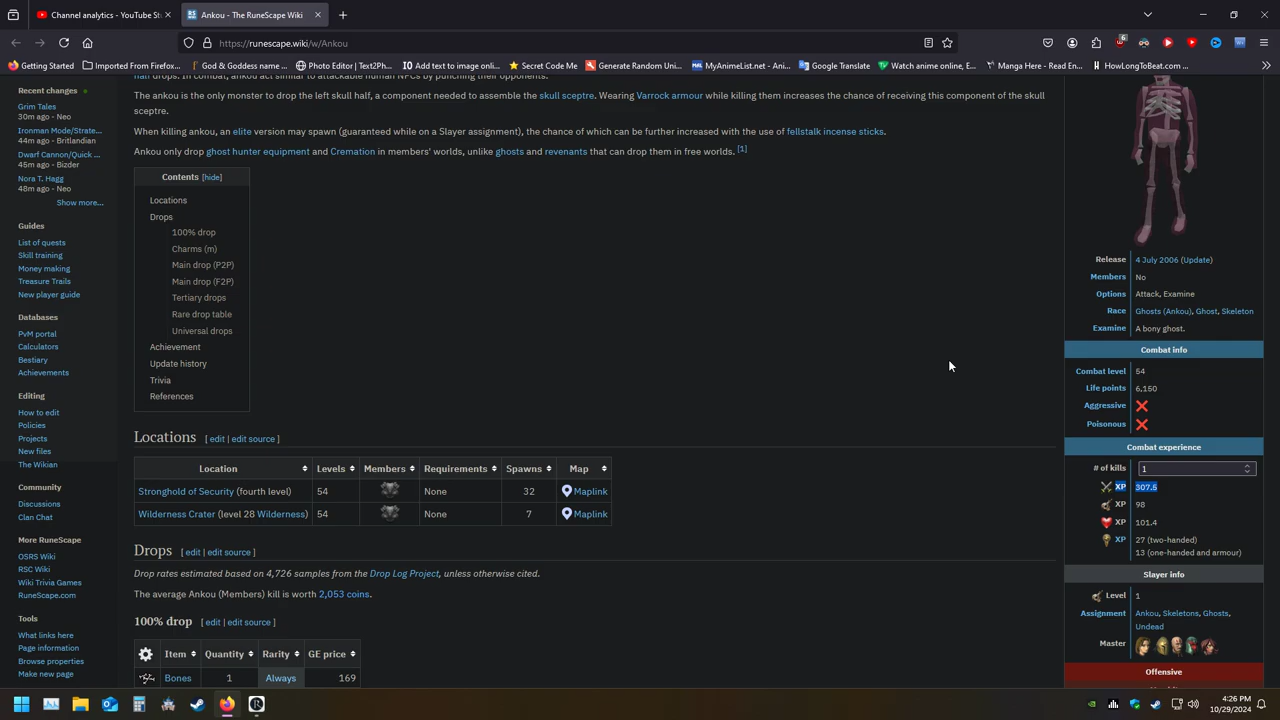 Channel analytics - YouTube St
Ankou - The RuneScape Wiki
https://runescape.wiki/w/Ankou
6
Getting Started
Imported From Firefox...
God & Goddess name ...
Photo Editor | Text2Ph...
Add text to image onlin...
Secret Code Me
Generate Random Uni...
MyAnimeList.net - Ani...
Google Translate
Watch anime online, E...
Manga Here - Read En...
HowLongToBeat.com ...
Recent changes
Grim Tales
30m ago - Neo
Ironman Mode/Strate...
44m ago - Britlandian
Dwarf Cannon/Quick ...
45m ago - Bizder
Nora T. Hagg
48m ago - Neo
Show more...
Guides
List of quests
Skill training
Money making
Treasure Trails
New player guide
Databases
PvM portal
Calculators
Bestiary
Achievements
Editing
How to edit
Policies
Projects
New files
The Wikian
Community
Discussions
Clan Chat
More RuneScape
OSRS Wiki
RSC Wiki
Wiki Trivia Games
RuneScape.com
Tools
What links here
Page information
Browse properties
Make new page
half drops. In combat, ankou act similarly to attackable human NPCs by punching their opponents.
The ankou is the only monster to drop the left skull half, a component needed to assemble the skull sceptre. Wearing Varrock armour while killing them increases the chance of receiving this component of the skull
sceptre.
When killing ankou, an elite version may spawn (guaranteed while on a Slayer assignment), the chance of which can be further increased with the use of fellstalk incense sticks.
Ankou only drop ghost hunter equipment and Cremation in members' worlds, unlike ghosts and revenants that can drop them in free worlds. [1]
Contents [hide]
Locations
Drops
100% drop
Charms (m)
Main drop (P2P)
Main drop (F2P)
Tertiary drops
Rare drop table
Universal drops
Achievement
Update history
Trivia
References
Locations [ edit | edit source ]
Location Levels Members Requirements Spawns Map
Stronghold of Security (fourth level) 54 None 32 Maplink
Wilderness Crater (level 28 Wilderness) 54 None 7 Maplink
Drops [ edit | edit source ]
Drop rates estimated based on 4,726 samples from the Drop Log Project, unless otherwise cited.
The average Ankou (Members) kill is worth 2,053 coins.
100% drop [ edit | edit source ]
Item Quantity Rarity GE price
Bones 1 Always 169
Release 4 July 2006 (Update)
Members No
Options Attack, Examine
Race Ghosts (Ankou), Ghost, Skeleton
Examine A bony ghost.
Combat info
Combat level 54
Life points 6,150
Aggressive
Poisonous
Combat experience
# of kills 1
XP 307.5
XP 98
XP 101.4
XP 27 (two-handed)
13 (one-handed and armour)
Slayer info
Level 1
Assignment Ankou, Skeletons, Ghosts,
Undead
Master
Offensive
4:26 PM
10/29/2024